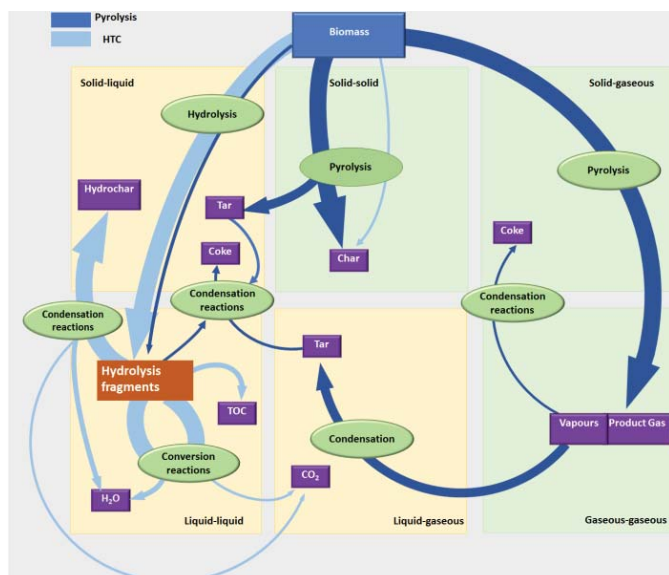 Pyrolysis
HTC
Biomass
Solid-liquid
Solid-solid
Solid-gaseous
Hydrolysis
Pyrolysis
Pyrolysis
Hydrochar
Tar
Coke
Char
Coke
Condensation
reactions
Condensation
reactions
Condensation
reactions
Tar
Hydrolysis
fragments
TOC
Vapours
Product Gas
Condensation
Conversion
reactions
CO₂
H₂O
Liquid-liquid
Liquid-gaseous
Gaseous-gaseous